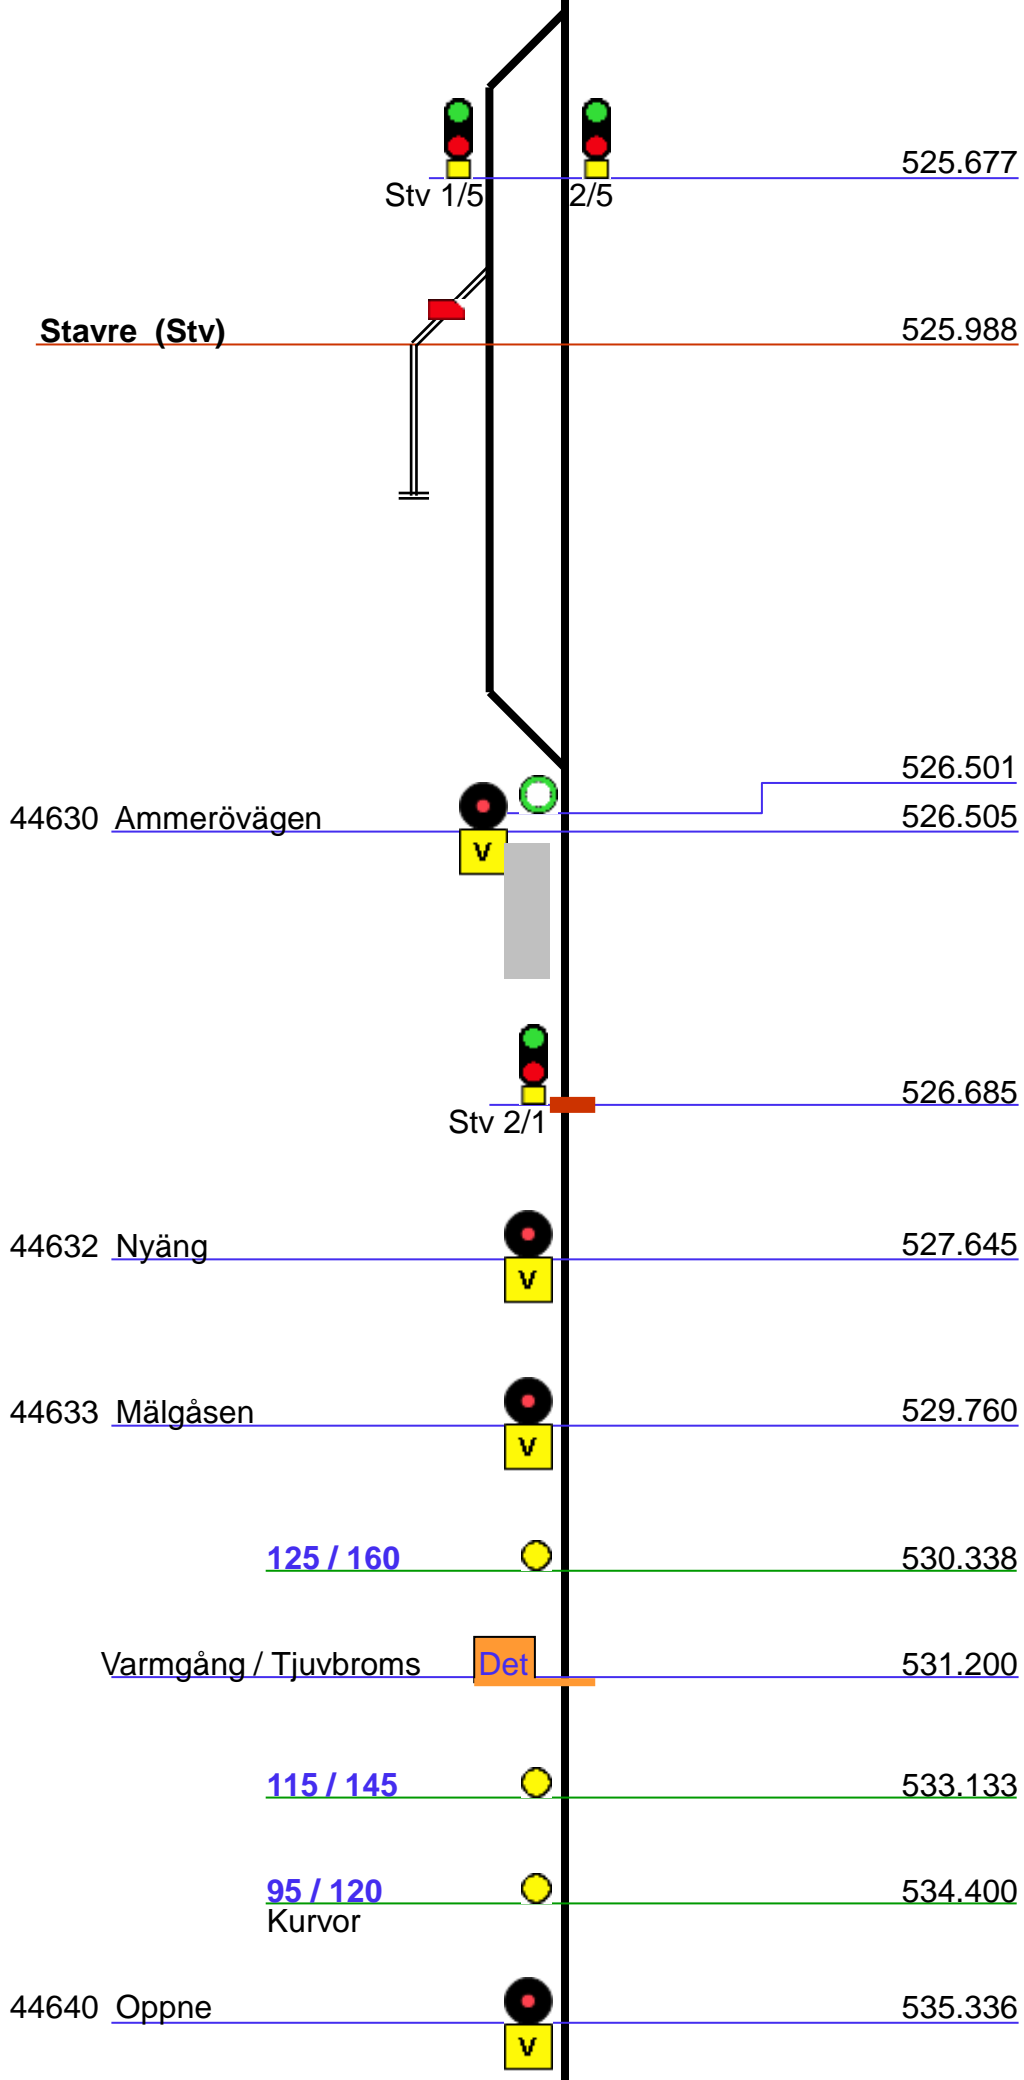 525.677
Stv 1/5 2/5
Stavre (Stv) 525.988
526.501
44630 Ammerövägen 526.505
V
526.685
Stv 2/1
44632 Nyäng 527.645
V
44633 Mälgåsen 529.760
V
125 / 160 530.338
Varmgång / Tjuvbroms Det 531.200
115 / 145 533.133
95 / 120 534.400
Kurvor
44640 Oppne 535.336
V